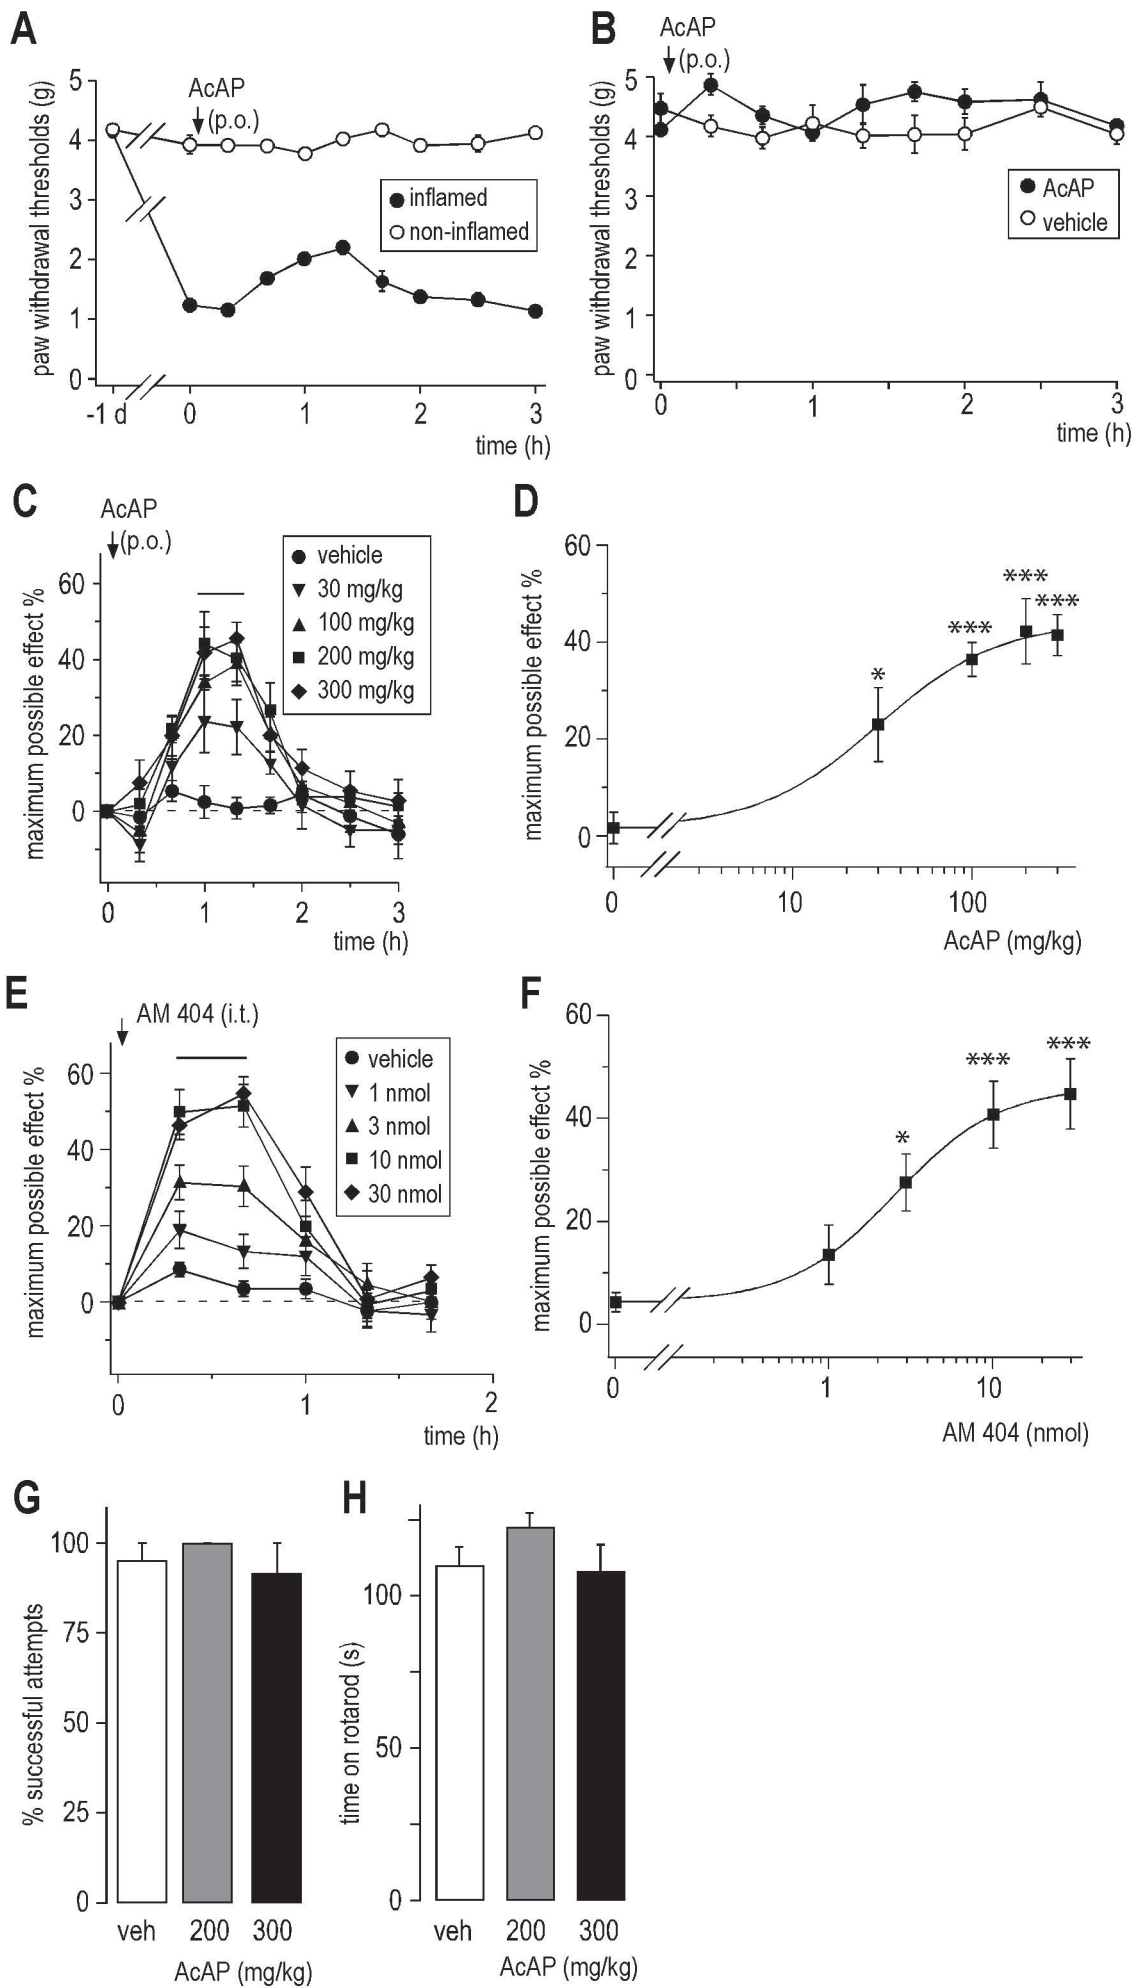 A
AcAP
(p.o.)
paw withdrawal thresholds (g)
5
4
3
2
1
0
inflamed
non-inflamed
-1 d
0
1
2
3
time (h)
B
AcAP
(p.o.)
paw withdrawal thresholds (g)
5
4
3
2
1
0
AcAP
vehicle
0
1
2
3
time (h)
C
AcAP
(p.o.)
maximum possible effect %
60
40
20
0
vehicle
30 mg/kg
100 mg/kg
200 mg/kg
300 mg/kg
0
1
2
3
time (h)
D
maximum possible effect %
60
40
20
0
*
***
***
***
0
10
100
AcAP (mg/kg)
E
AM 404 (i.t.)
maximum possible effect %
60
40
20
0
vehicle
1 nmol
3 nmol
10 nmol
30 nmol
0
1
2
time (h)
F
maximum possible effect %
60
40
20
0
*
***
***
0
1
10
AM 404 (nmol)
G
% successful attempts
100
75
50
25
0
veh
200
300
AcAP (mg/kg)
H
time on rotarod (s)
100
50
0
veh
200
300
AcAP (mg/kg)